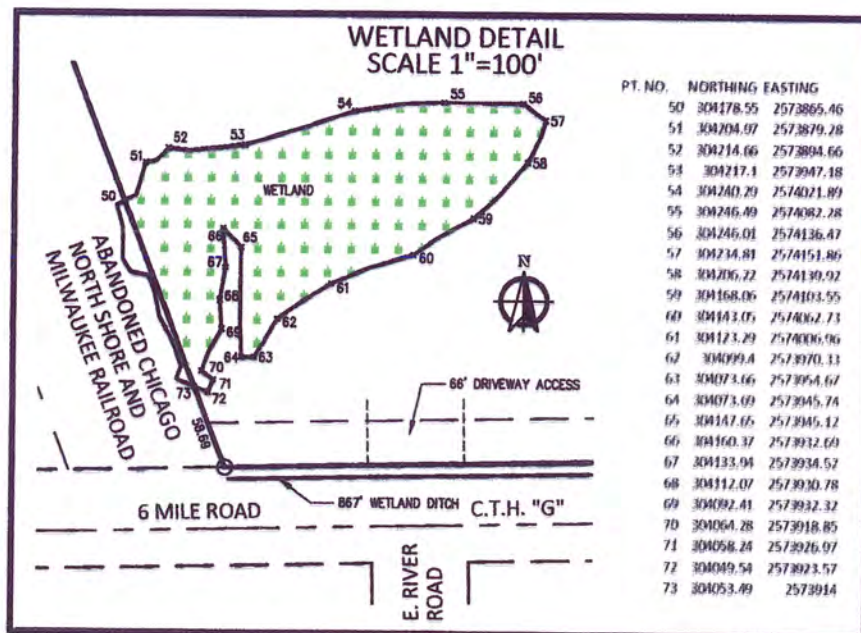 WETLAND DETAIL
SCALE 1"=100'
PT. NO. NORTHING EASTING
50 304178.55 2573865.46
51 304204.97 2573879.28
52 304214.66 2573894.66
53 304217.1 2573947.18
54 304240.29 2574021.89
55 304246.49 2574082.28
56 304246.01 2574136.47
57 304234.81 2574151.86
58 304206.22 2574139.92
59 304168.06 2574103.55
60 304143.05 2574062.73
61 304123.29 2574006.96
62 304099.4 2573970.33
63 304073.66 2573954.67
64 304073.69 2573945.74
65 304147.65 2573945.12
66 304160.37 2573932.60
67 304133.94 2573934.52
68 304112.07 2573930.78
69 304092.41 2573932.32
70 304064.28 2573918.85
71 304058.24 2573926.97
72 304049.54 2573923.57
73 304053.49 2573914
50
51
52
53
54
55
56
57
58
59
60
61
62
63
64
65
66
67
68
69
70
71
72
73
WETLAND
N
ABANDONED CHICAGO
NORTH SHORE AND
MILWAUKEE RAILROAD
58.69
66' DRIVEWAY ACCESS
867' WETLAND DITCH
6 MILE ROAD
C.T.H. "G"
E. RIVER
ROAD